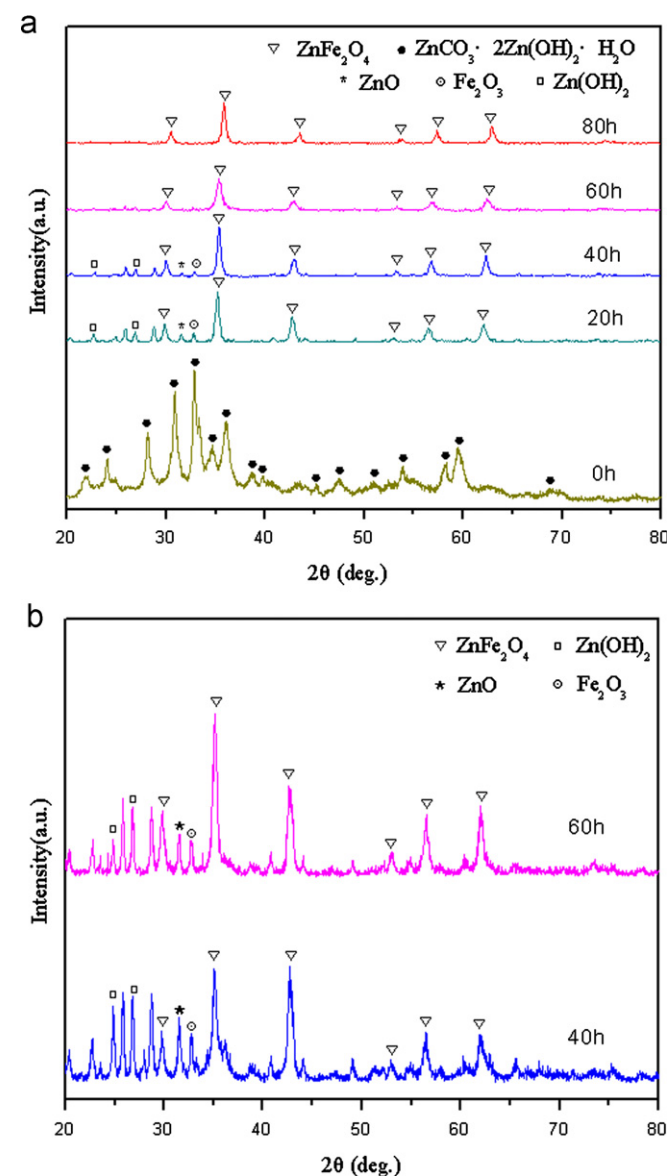 a
▽ ZnFe₂O₄ ● ZnCO₃· 2Zn(OH)₂· H₂O
* ZnO ⊙ Fe₂O₃ □ Zn(OH)₂
80h
60h
40h
20h
0h
Intensity(a.u.)
20 30 40 50 60 70 80
2θ (deg.)
b
▽ ZnFe₂O₄ □ Zn(OH)₂
★ ZnO ⊙ Fe₂O₃
60h
40h
Intensity(a.u.)
20 30 40 50 60 70 80
2θ (deg.)